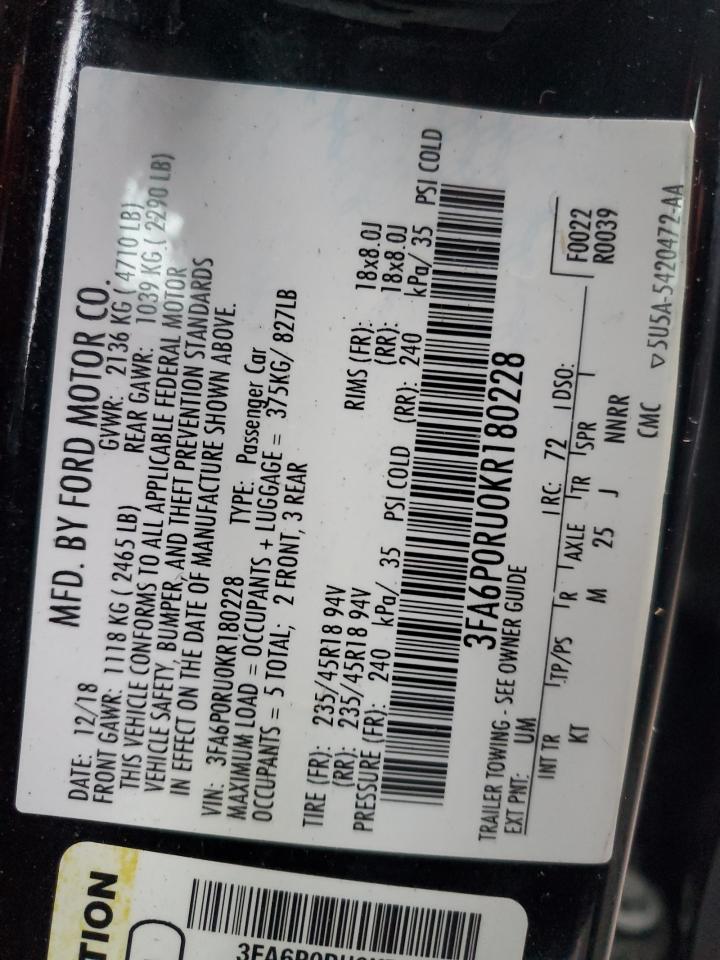 MFD. BY FORD MOTOR CO.
DATE: 12/18 GVWR: 2136 KG ( 4710 LB)
FRONT GAWR: 1118 KG ( 2465 LB) REAR GAWR: 1039 KG ( 2290 LB)
THIS VEHICLE CONFORMS TO ALL APPLICABLE FEDERAL MOTOR
VEHICLE SAFETY, BUMPER, AND THEFT PREVENTION STANDARDS
IN EFFECT ON THE DATE OF MANUFACTURE SHOWN ABOVE.
VIN: 3FA6P0RU0KR180228 TYPE: Passenger Car
MAXIMUM LOAD = OCCUPANTS + LUGGAGE = 375KG/ 827LB
OCCUPANTS = 5 TOTAL; 2 FRONT, 3 REAR
TIRE (FR): 235/45R18 94V RIMS (FR): 18x8.0J
(RR): 235/45R18 94V (RR): 18x8.0J
PRESSURE (FR): 240 kPa/ 35 PSI COLD (RR): 240 kPa/ 35 PSI COLD
3FA6P0RU0KR180228
TRAILER TOWING - SEE OWNER GUIDE
EXT PNT: UM RC: 72 DSO: F0022
R0039
INT TR TP/PS R AXLE TR SPR
KT M 25 J NNRR
CMC ▽5U5A-5420472-AA
TION